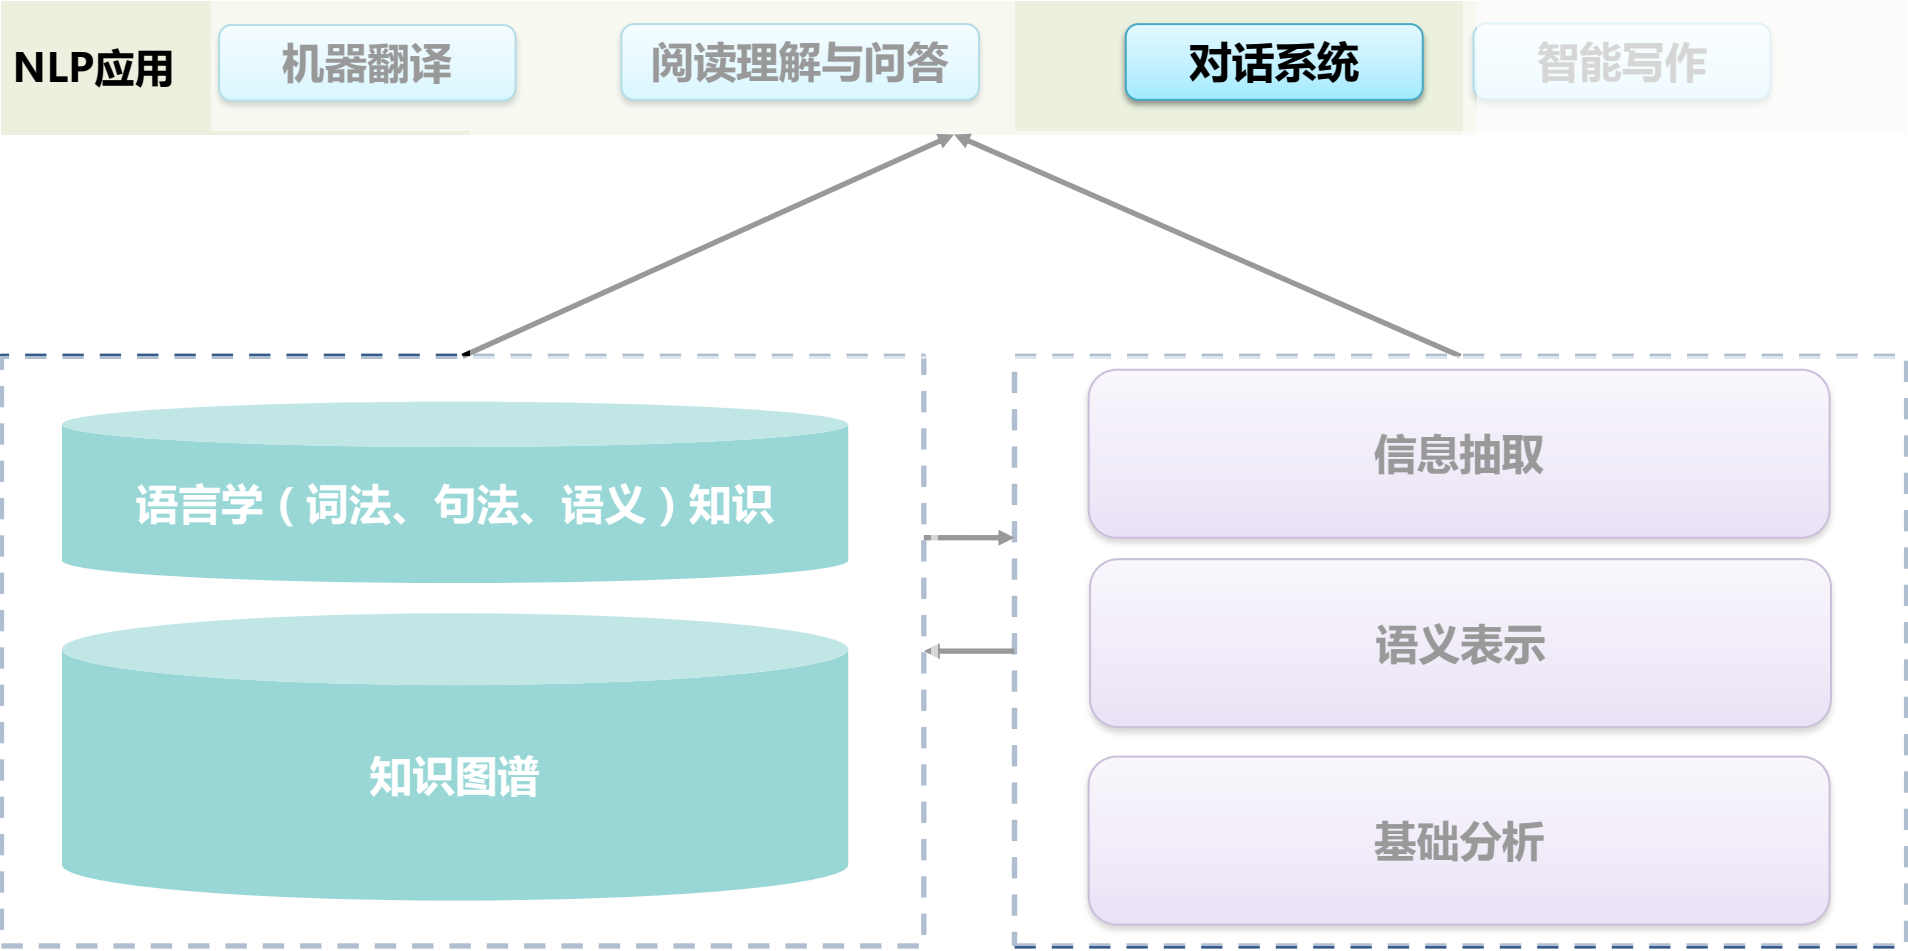 NLP应用
机器翻译
阅读理解与问答
对话系统
智能写作
语言学（词法、句法、语义）知识
知识图谱
信息抽取
语义表示
基础分析